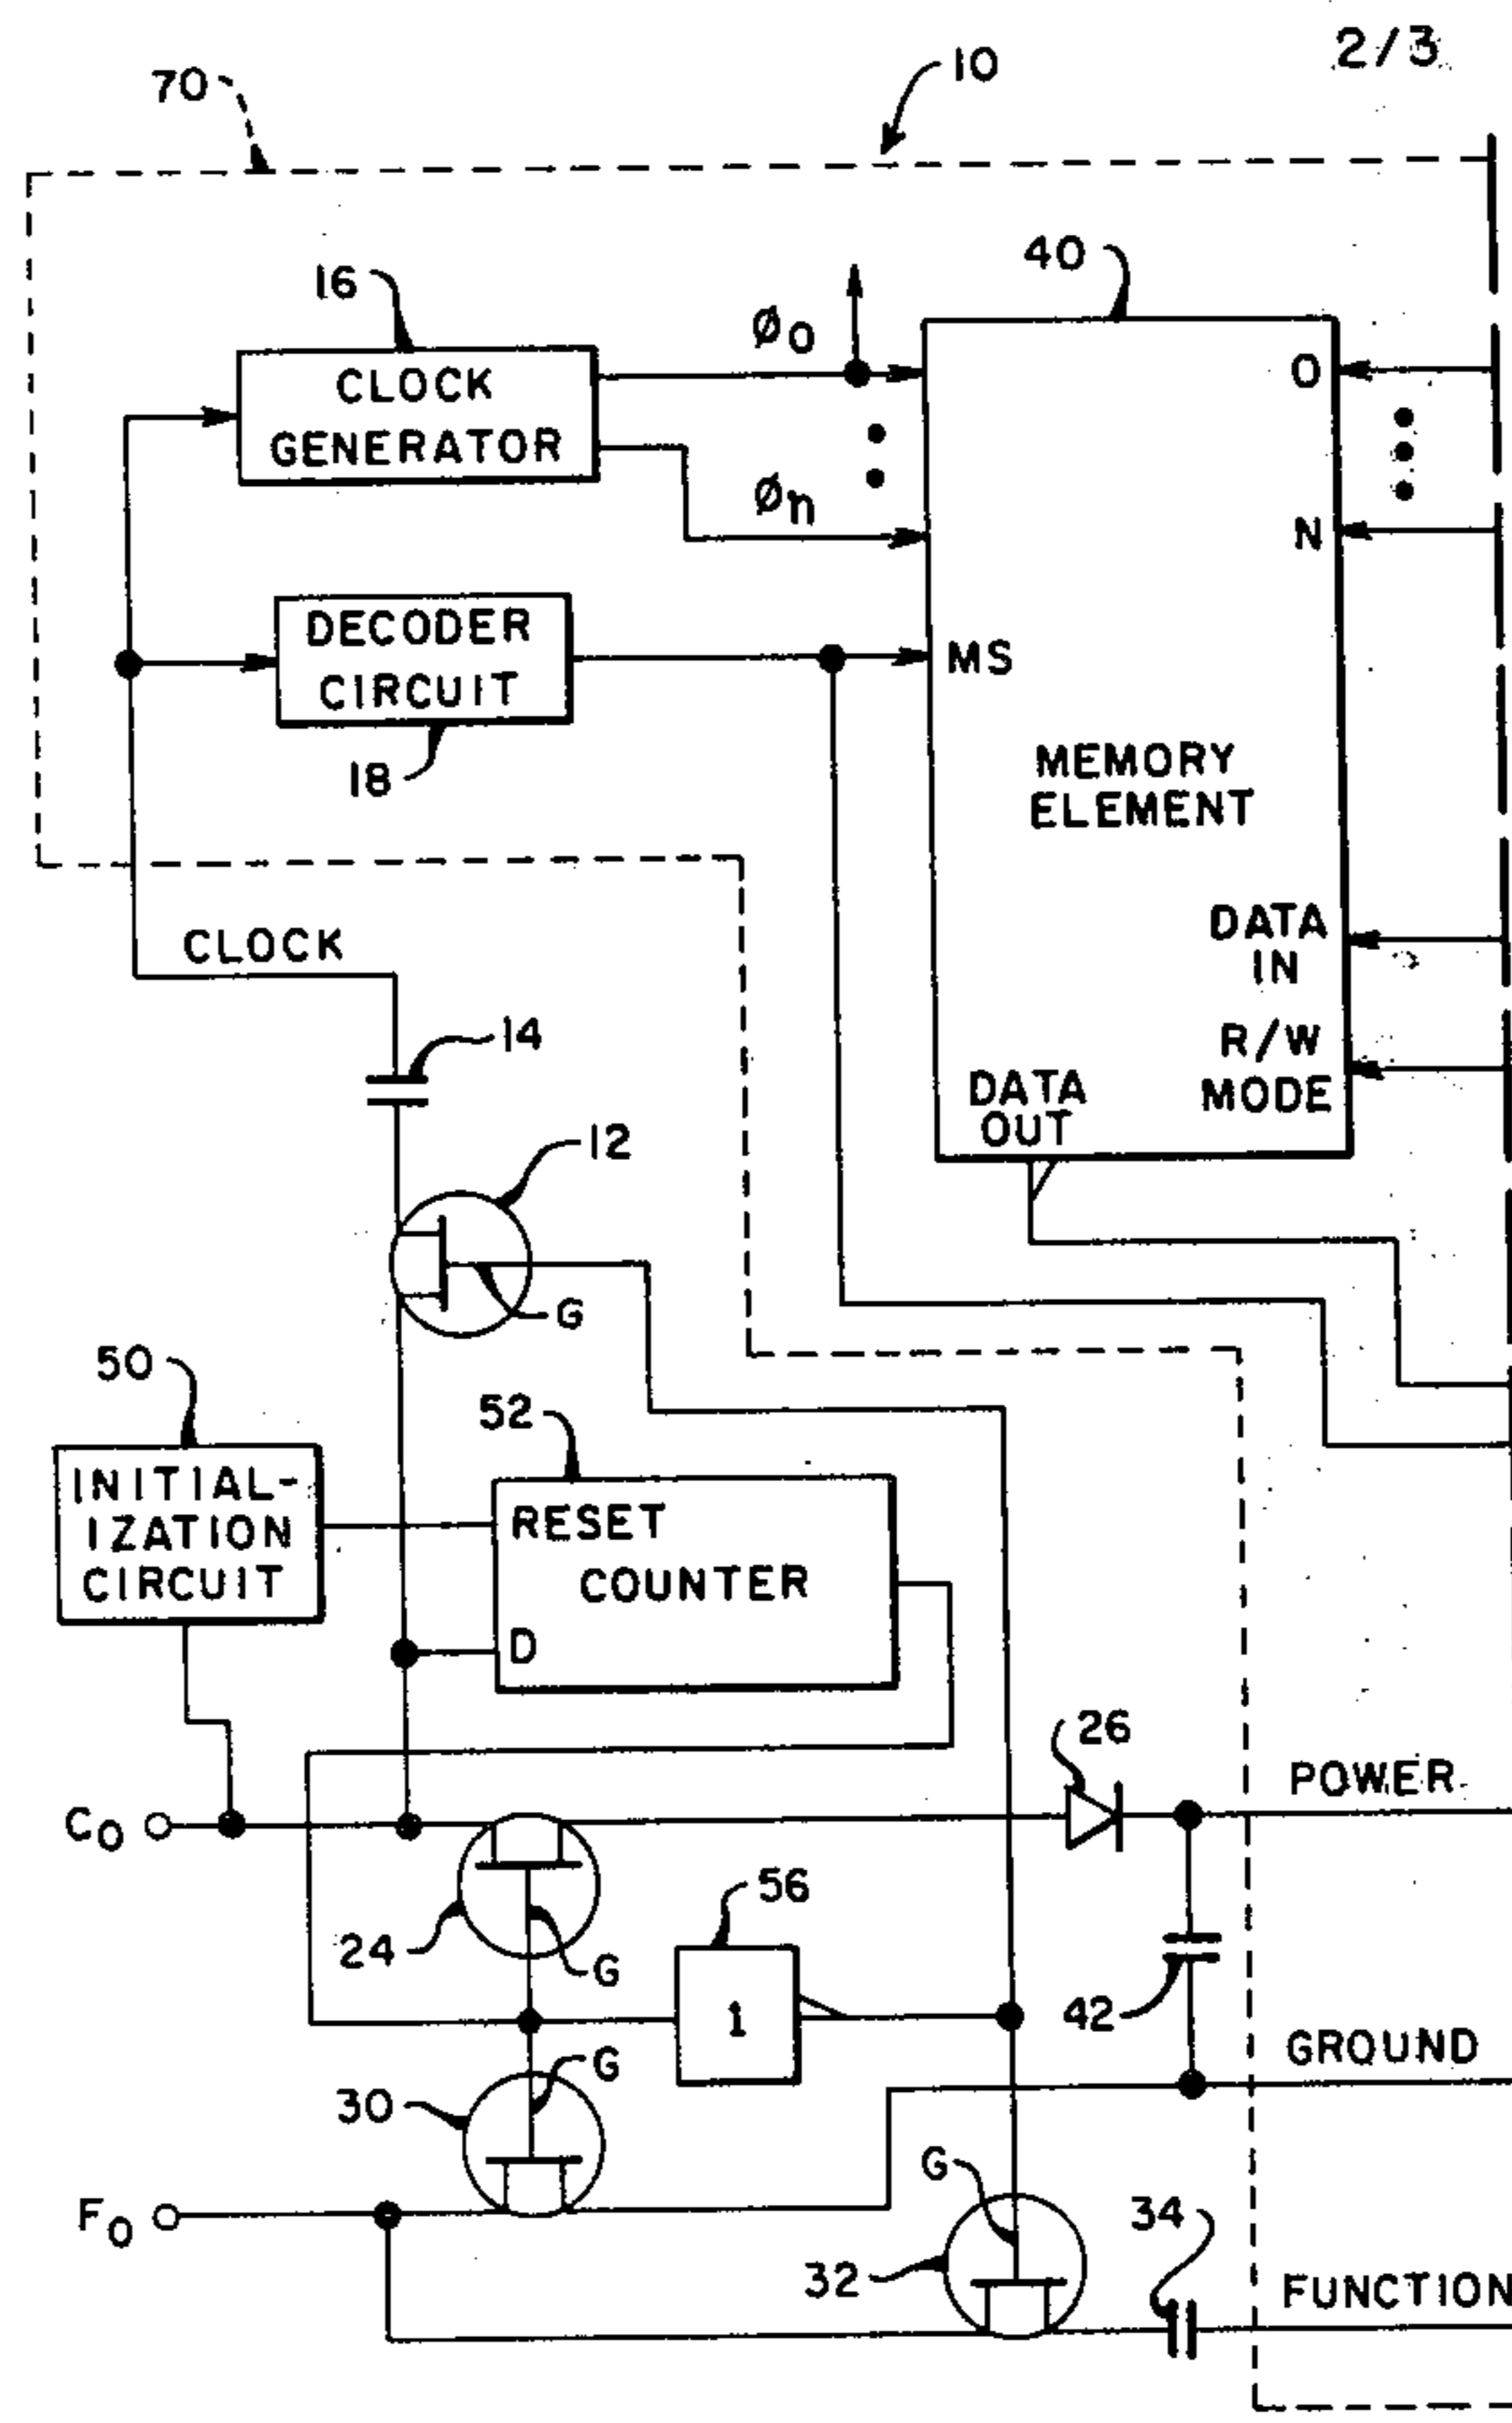 2/3
70
10
16
40
Ø0
CLOCK
GENERATOR
O
Øn
N
DECODER
CIRCUIT
MS
18
MEMORY
ELEMENT
CLOCK
DATA
IN
14
R/W
MODE
DATA
OUT
12
G
50
52
INITIAL-
IZATION
CIRCUIT
RESET
COUNTER
D
26
POWER
C0
56
24
G
1
42
GROUND
30
G
G
34
F0
32
FUNCTION